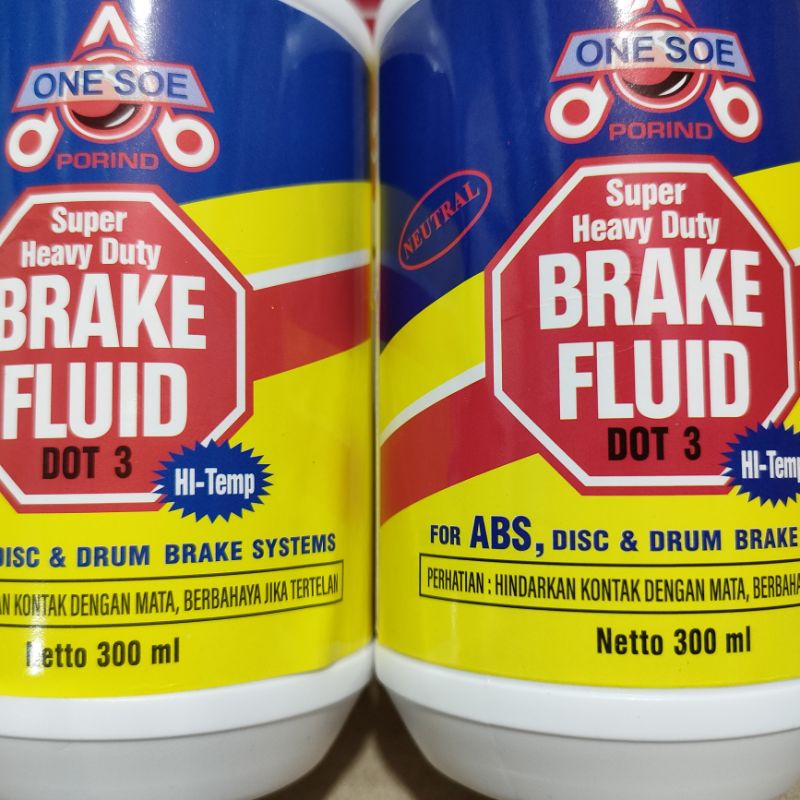 ONE SOE
PORIND
Super
Heavy Duty
BRAKE
FLUID
DOT 3
HI-Temp
DISC & DRUM BRAKE SYSTEMS
KONTAK DENGAN MATA, BERBAHAYA JIKA TERTELAN
Netto 300 ml
ONE SOE
PORIND
NEUTRAL
Super
Heavy Duty
BRAKE
FLUID
DOT 3
HI-Temp
FOR ABS, DISC & DRUM BRAKE
PERHATIAN : HINDARKAN KONTAK DENGAN MATA,
Netto 300 ml